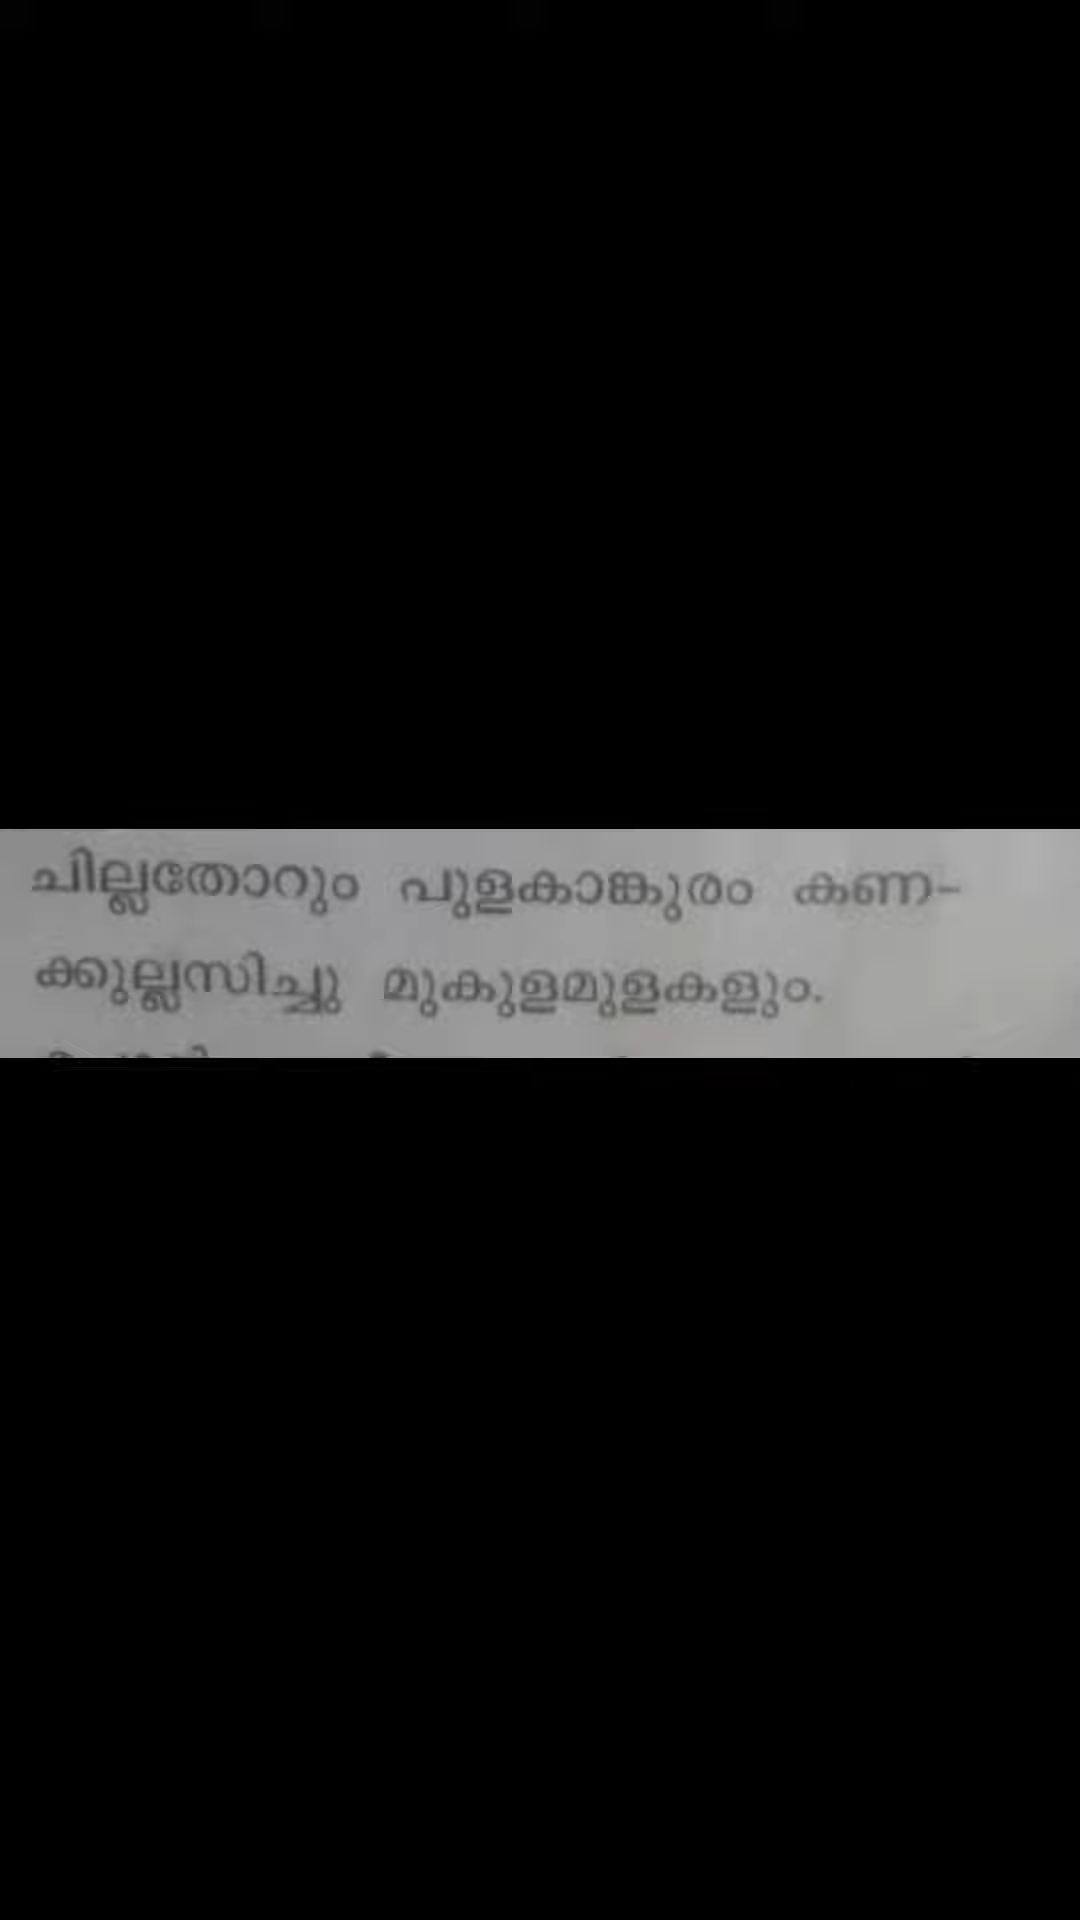 ചില്ലതോറും പുളകാങ്കുരം കണ-
ക്കുല്ലസിച്ചു മുകുളമുളകളും.